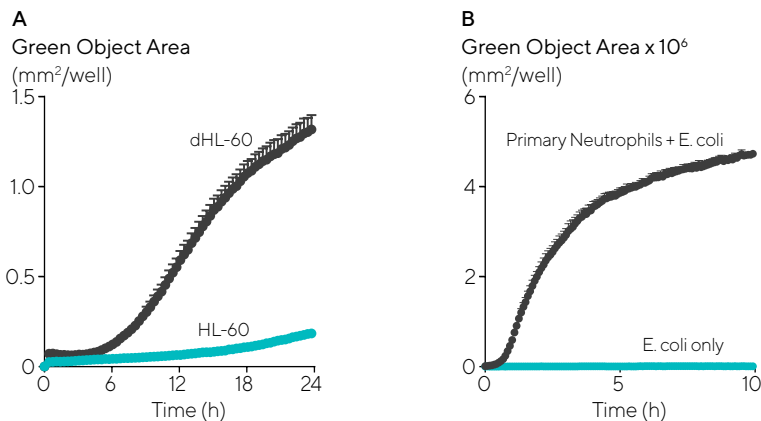 A
Green Object Area
(mm²/well)
1.5
1.0
0.5
0
dHL-60
HL-60
0 6 12 18 24
Time (h)
B
Green Object Area x 10⁶
(mm²/well)
6
4
2
0
Primary Neutrophils + E. coli
E. coli only
0 5 10
Time (h)